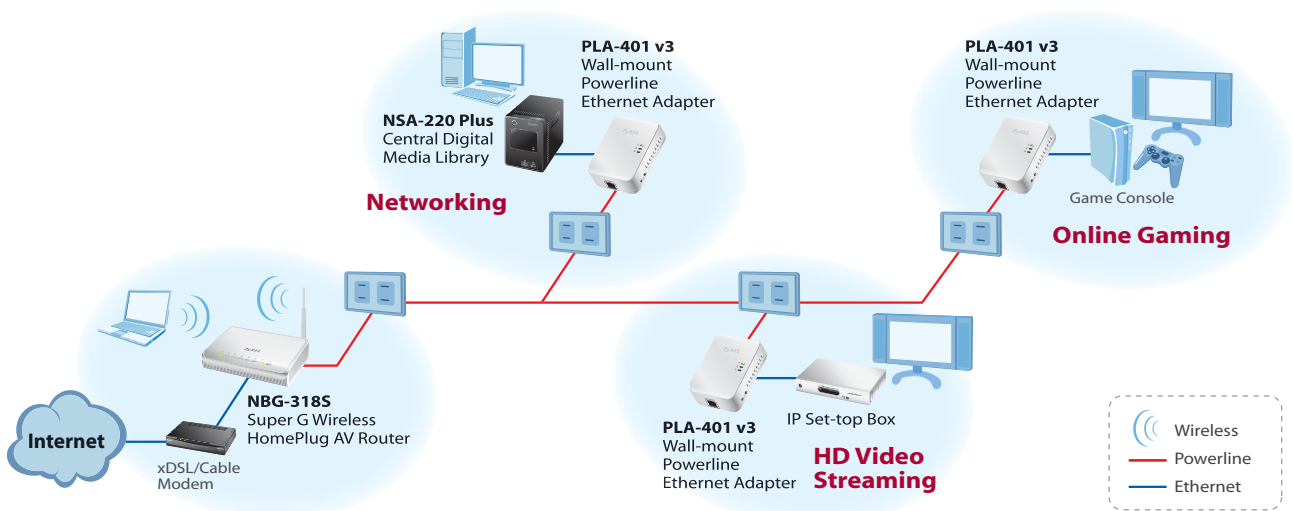 PLA-401 v3
Wall-mount
Powerline
Ethernet Adapter
NSA-220 Plus
Central Digital
Media Library
Networking
PLA-401 v3
Wall-mount
Powerline
Ethernet Adapter
Game Console
Online Gaming
ZyXEL
NBG-318S
Super G Wireless
HomePlug AV Router
Internet
xDSL/Cable
Modem
PLA-401 v3
Wall-mount
Powerline
Ethernet Adapter
IP Set-top Box
HD Video
Streaming
Wireless
Powerline
Ethernet